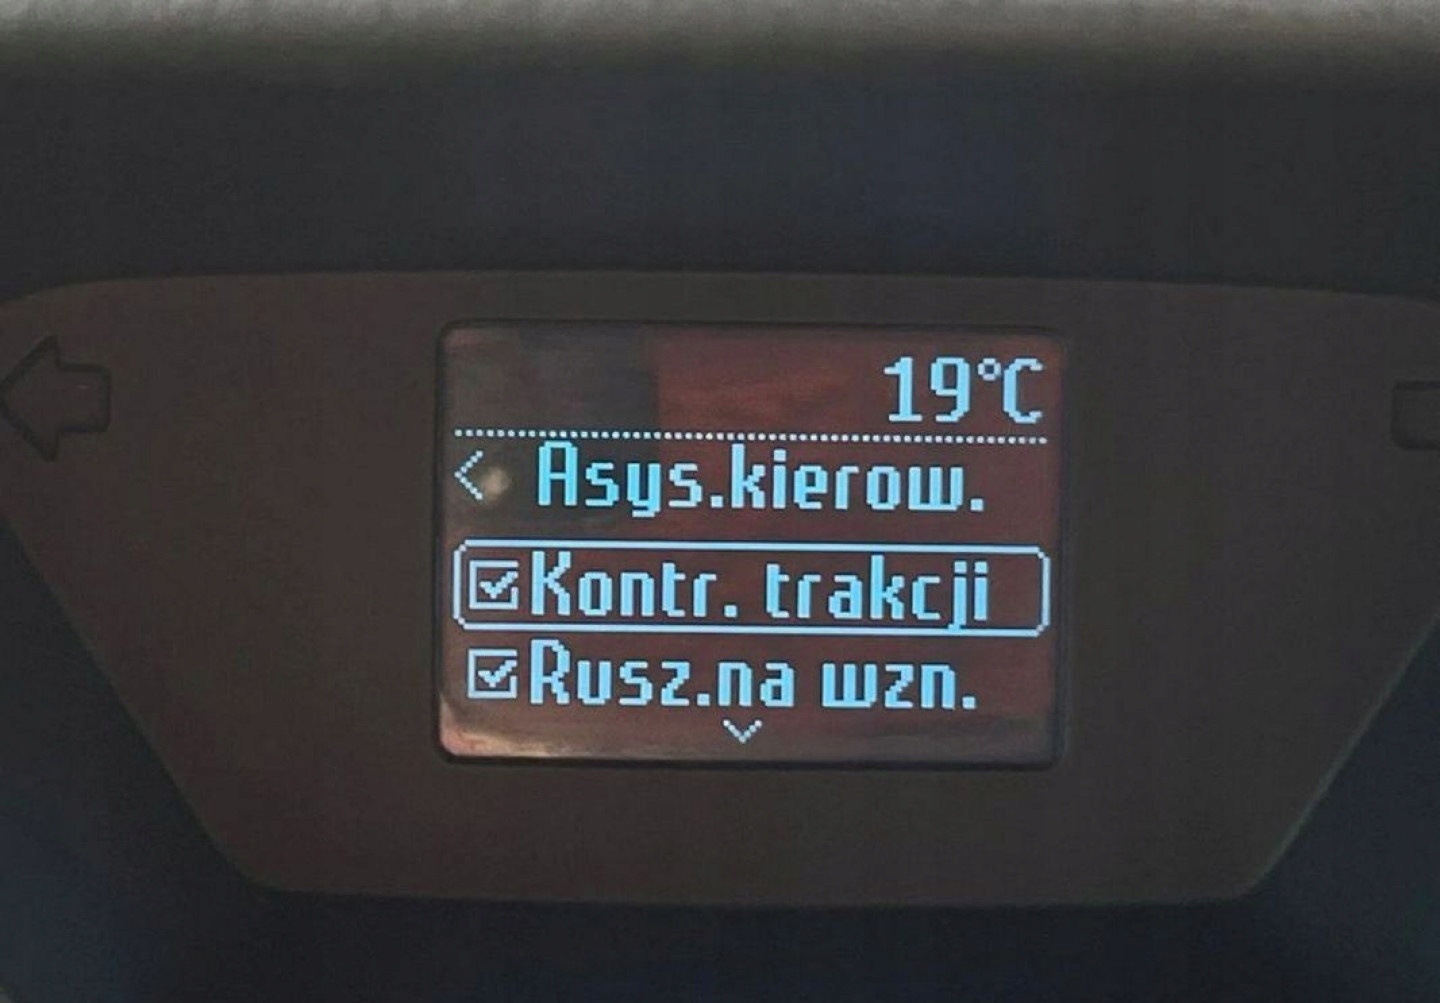 19°C
Asys.kierow.
Kontr. trakcji
Rusz.na wzn.